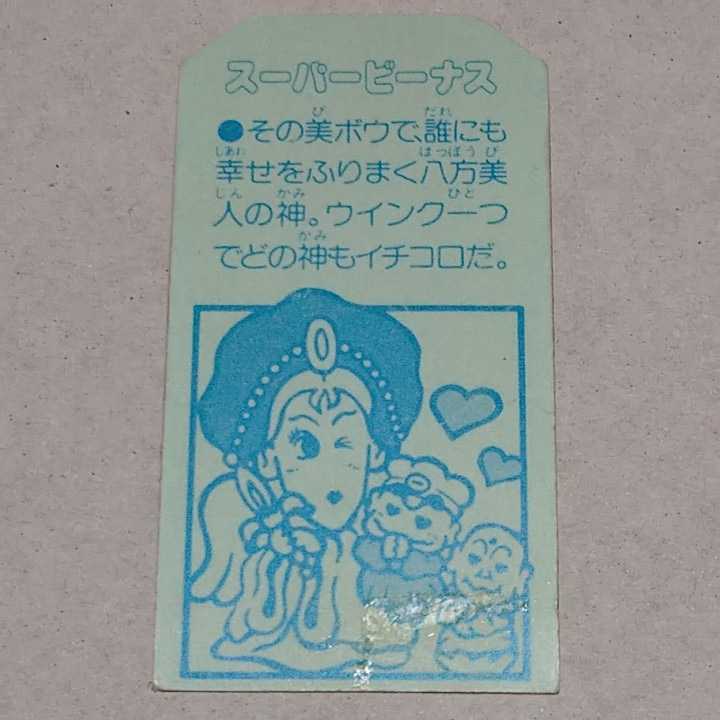 スーパービーナス
●その美ボウで、誰にも
幸せをふりまく八方美
人の神。ウインク一つ
でどの神もイチコロだ。